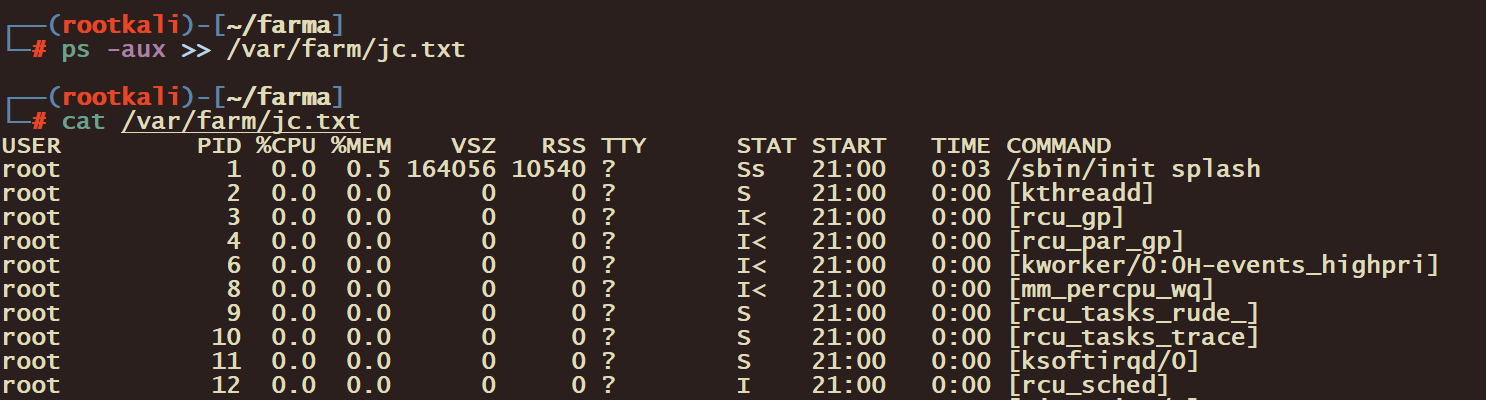 ┌──(rootkali)-[~/farma]
└─# ps -aux >> /var/farm/jc.txt
┌──(rootkali)-[~/farma]
└─# cat /var/farm/jc.txt
USER         PID %CPU %MEM    VSZ   RSS TTY      STAT START   TIME COMMAND
root           1  0.0  0.5 164056 10540 ?        Ss   21:00   0:03 /sbin/init splash
root           2  0.0  0.0      0     0 ?        S    21:00   0:00 [kthreadd]
root           3  0.0  0.0      0     0 ?        I<   21:00   0:00 [rcu_gp]
root           4  0.0  0.0      0     0 ?        I<   21:00   0:00 [rcu_par_gp]
root           6  0.0  0.0      0     0 ?        I<   21:00   0:00 [kworker/0:0H-events_highpri]
root           8  0.0  0.0      0     0 ?        I<   21:00   0:00 [mm_percpu_wq]
root           9  0.0  0.0      0     0 ?        S    21:00   0:00 [rcu_tasks_rude_]
root          10  0.0  0.0      0     0 ?        S    21:00   0:00 [rcu_tasks_trace]
root          11  0.0  0.0      0     0 ?        S    21:00   0:00 [ksoftirqd/0]
root          12  0.0  0.0      0     0 ?        I    21:00   0:00 [rcu_sched]